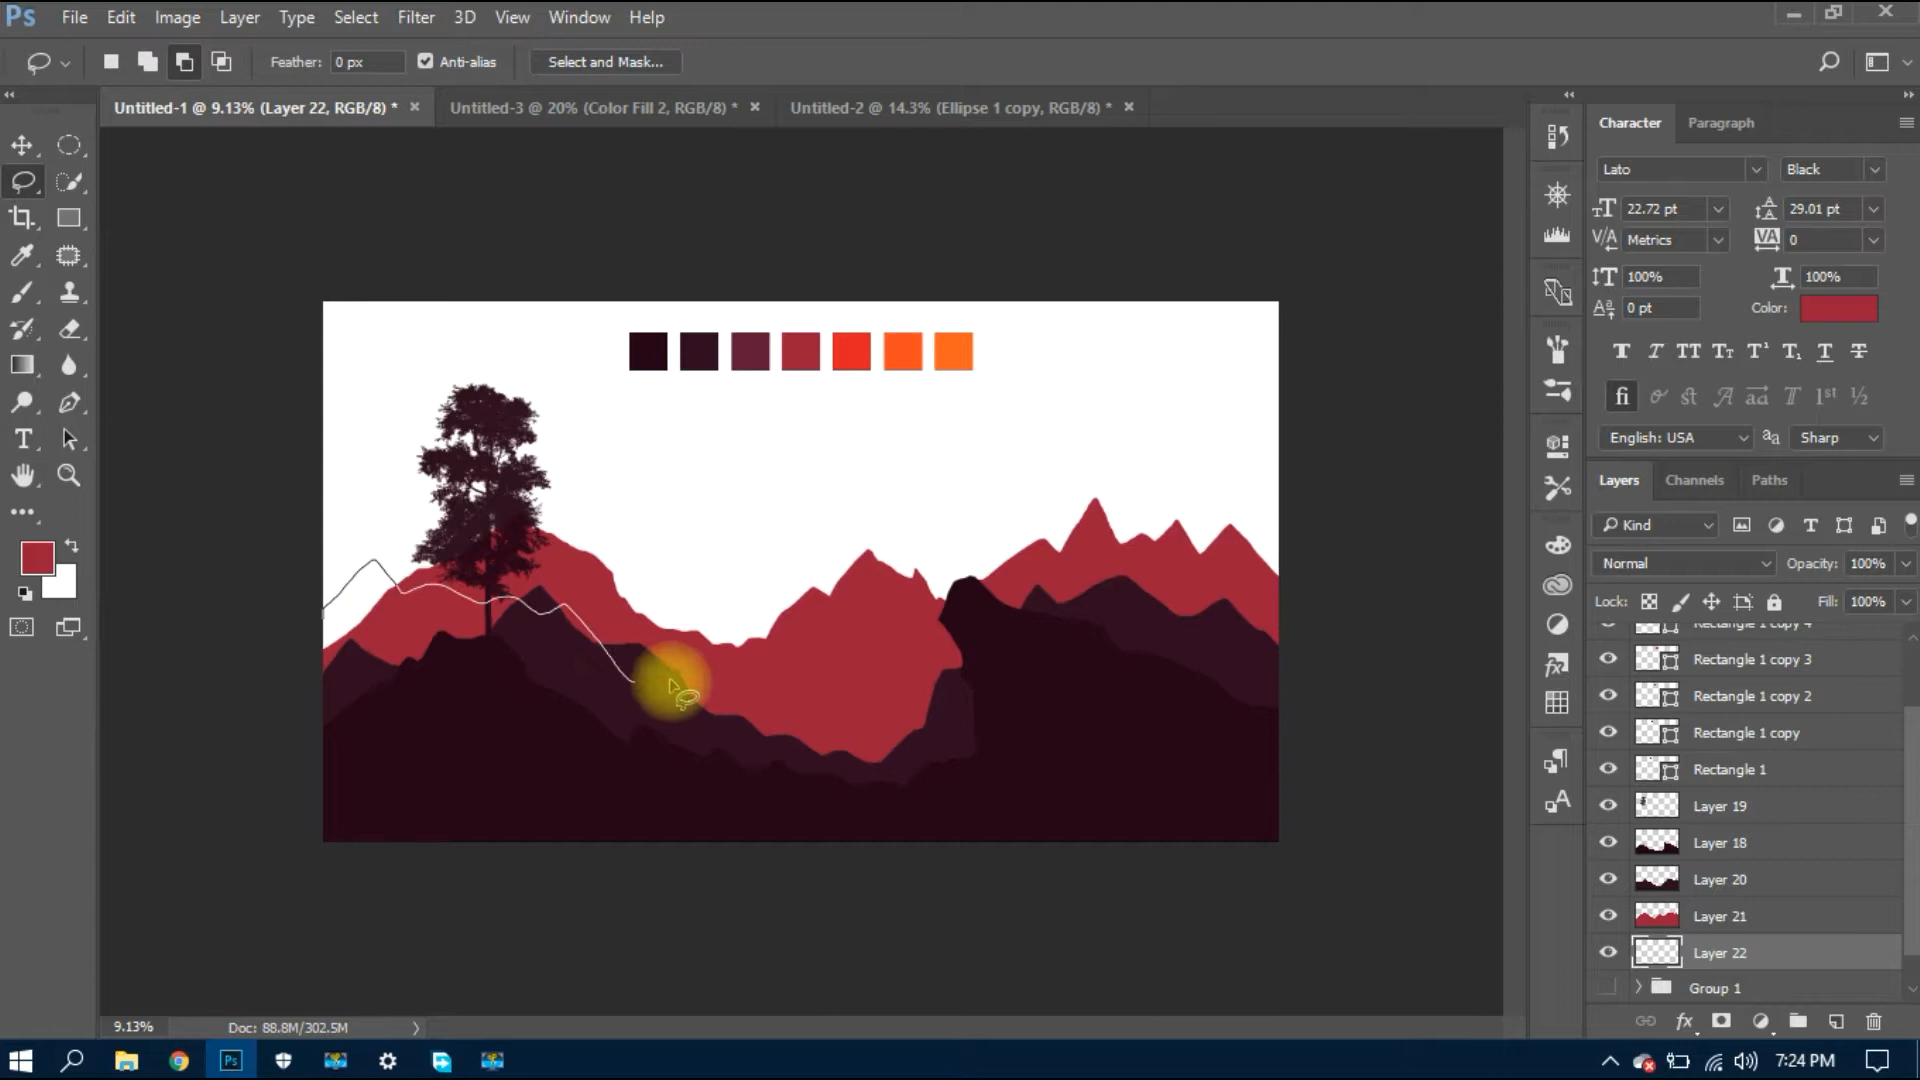 Ps File Edit Image Layer Type Select Filter 3D View Window Help
Feather: 0 px Anti-alias Select and Mask...
Untitled-1 @ 9.13% (Layer 22, RGB/8) * Untitled-3 @ 20% (Color Fill 2, RGB/8) * Untitled-2 @ 14.3% (Ellipse 1 copy, RGB/8) *
Character Paragraph
Lato Black
22.72 pt 29.01 pt
Metrics 0
100% 100%
0 pt Color:
English: USA Sharp
Layers Channels Paths
Kind
Normal Opacity: 100%
Lock: Fill: 100%
Rectangle 1 copy 4
Rectangle 1 copy 3
Rectangle 1 copy 2
Rectangle 1 copy
Rectangle 1
Layer 19
Layer 18
Layer 20
Layer 21
Layer 22
Group 1
9.13% Doc: 88.8M/302.5M
Ps 7:24 PM